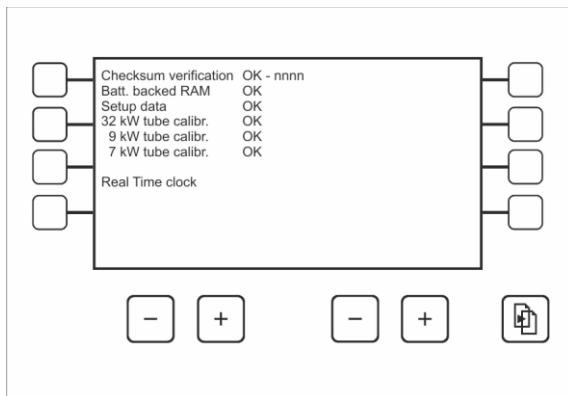 Checksum verification OK - nnnn
Batt. backed RAM OK
Setup data OK
32 kW tube calibr. OK
9 kW tube calibr. OK
7 kW tube calibr. OK
Real Time clock
− + − +